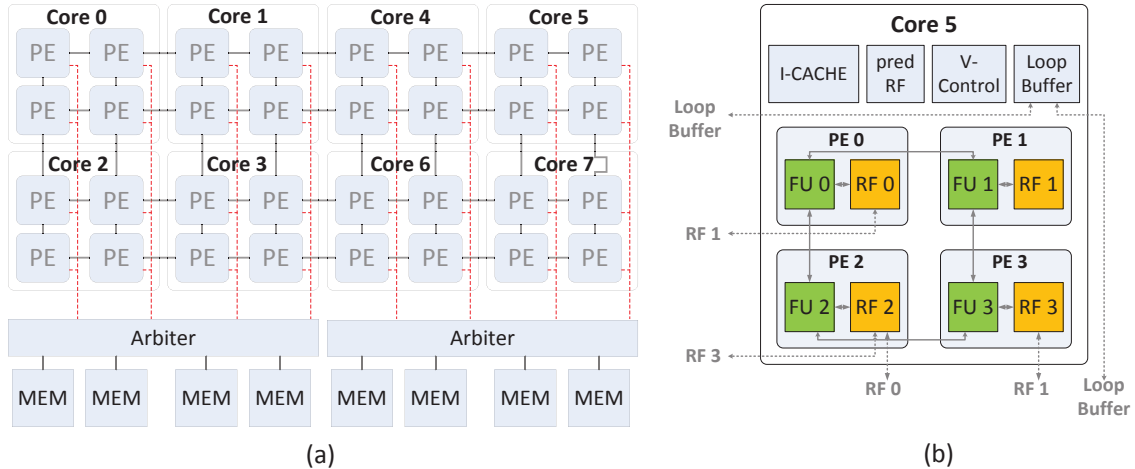 Core 0 Core 1 Core 4 Core 5
PE PE PE PE PE PE PE PE
PE PE PE PE PE PE PE PE
Core 2 Core 3 Core 6 Core 7
PE PE PE PE PE PE PE PE
PE PE PE PE PE PE PE PE
Arbiter Arbiter
MEM MEM MEM MEM MEM MEM MEM MEM
(a)
Core 5
I-CACHE
pred
RF
V-
Control
Loop
Buffer
Loop
Buffer
PE 0 PE 1
FU 0 RF 0 FU 1 RF 1
RF 1
PE 2 PE 3
FU 2 RF 2 FU 3 RF 3
RF 3
RF 0 RF 1
Loop
Buffer
(b)